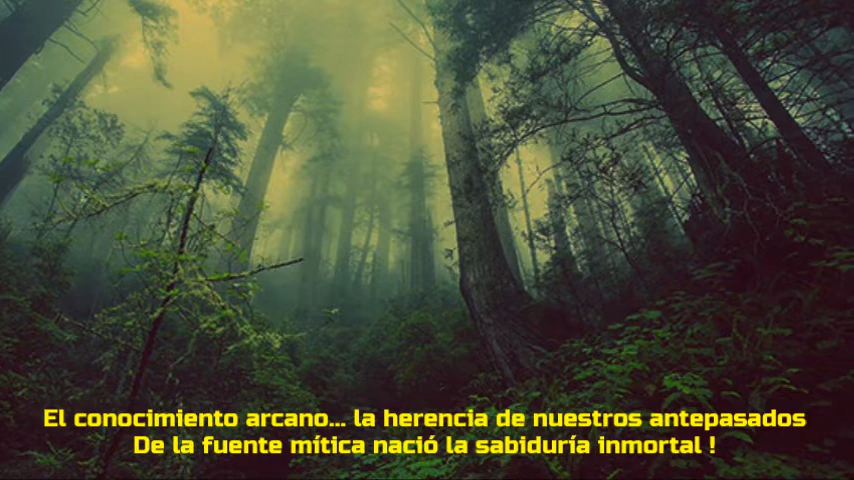 El conocimiento arcano... la herencia de nuestros antepasados
De la fuente mítica nació la sabiduría inmortal !